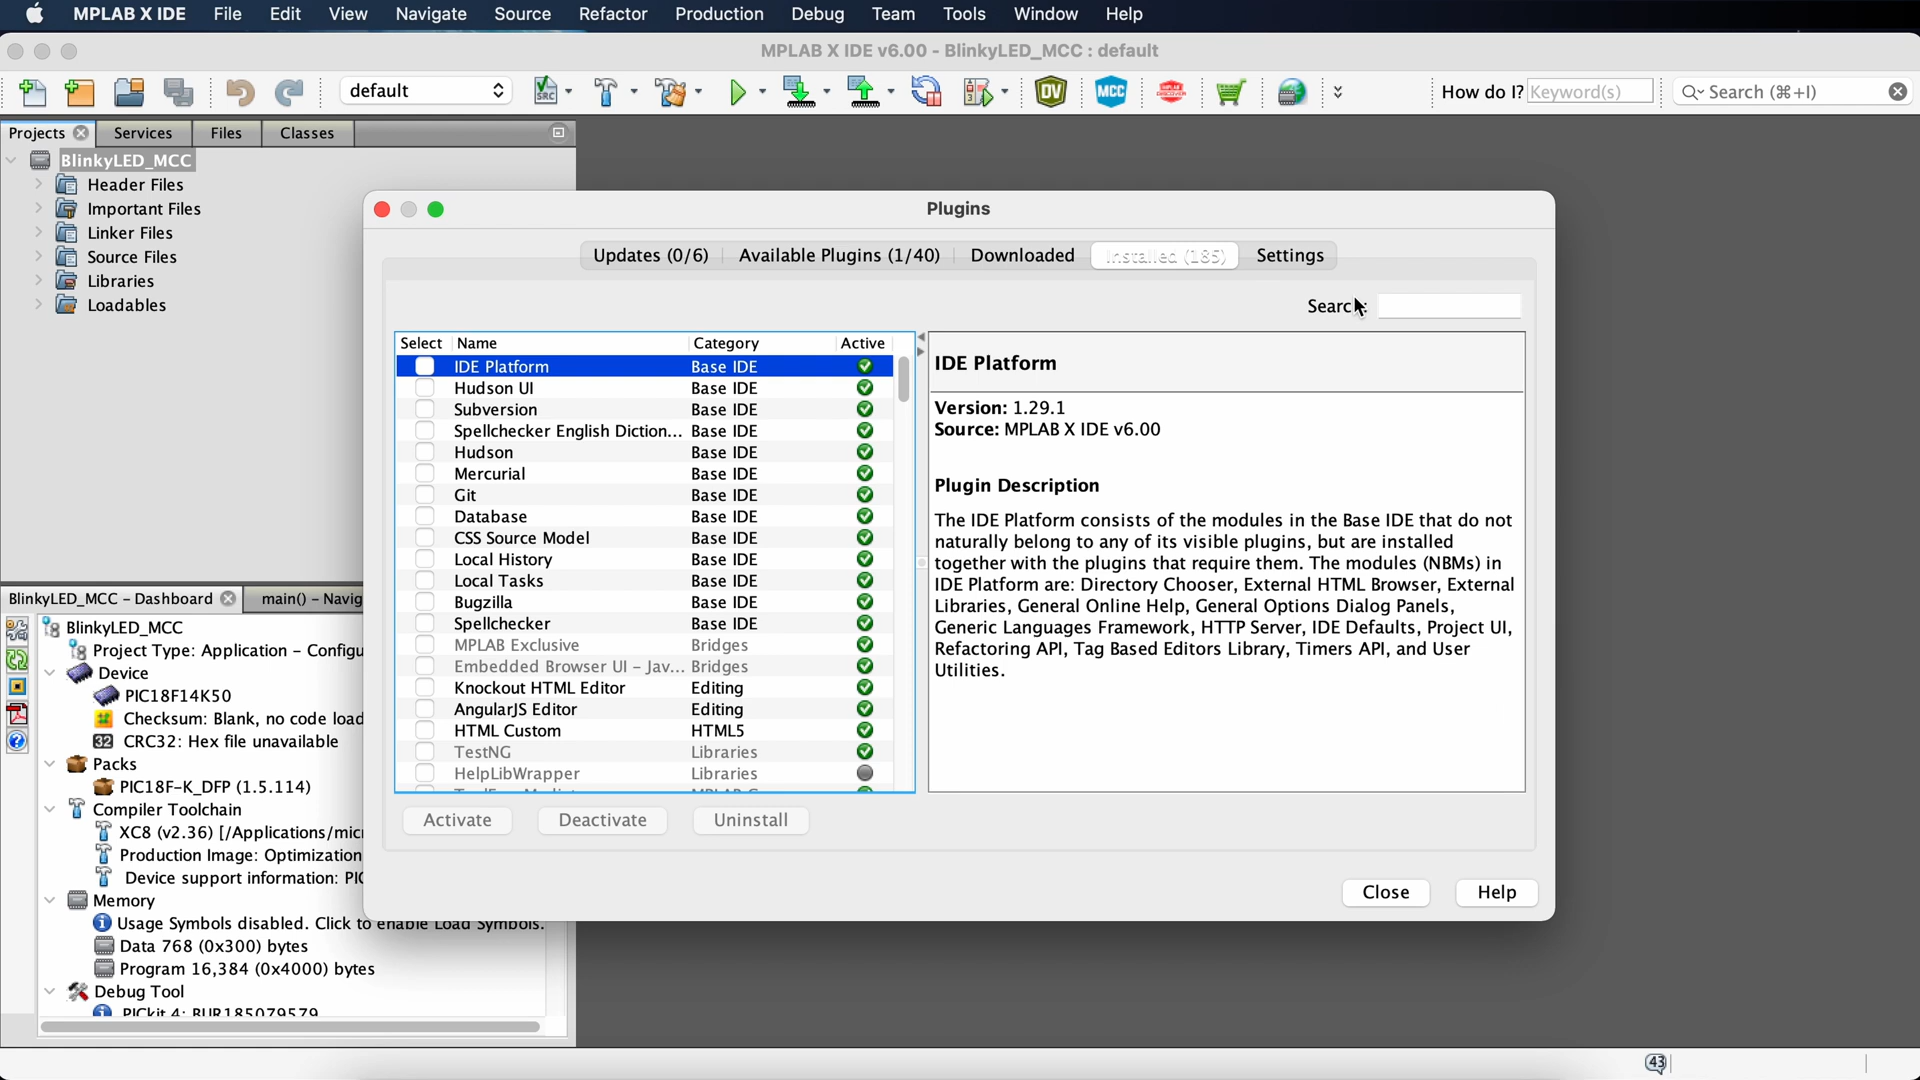 MPLAB X IDE File Edit View Navigate Source Refactor Production Debug Team Tools Window Help
MPLAB X IDE v6.00 - BlinkyLED_MCC : default
default
SRC
3
DV
MCC
How do I? Keyword(s)
Search (⌘+I)
Projects Services Files Classes
BlinkyLED_MCC
Header Files
Important Files
Linker Files
Source Files
Libraries
Loadables
Plugins
Updates (0/6) Available Plugins (1/40) Downloaded Installed (185) Settings
Search:
Select Name Category Active
IDE Platform Base IDE
Hudson UI Base IDE
Subversion Base IDE
Spellchecker English Diction... Base IDE
Hudson Base IDE
Mercurial Base IDE
Git Base IDE
Database Base IDE
CSS Source Model Base IDE
Local History Base IDE
Local Tasks Base IDE
Bugzilla Base IDE
Spellchecker Base IDE
MPLAB Exclusive Bridges
Embedded Browser UI – Jav... Bridges
Knockout HTML Editor Editing
AngularJS Editor Editing
HTML Custom HTML5
TestNG Libraries
HelpLibWrapper Libraries
IDE Platform
Version: 1.29.1
Source: MPLAB X IDE v6.00
Plugin Description
The IDE Platform consists of the modules in the Base IDE that do not
naturally belong to any of its visible plugins, but are installed
together with the plugins that require them. The modules (NBMs) in
IDE Platform are: Directory Chooser, External HTML Browser, External
Libraries, General Online Help, General Options Dialog Panels,
Generic Languages Framework, HTTP Server, IDE Defaults, Project UI,
Refactoring API, Tag Based Editors Library, Timers API, and User
Utilities.
Activate Deactivate Uninstall
Close Help
BlinkyLED_MCC – Dashboard main() – Navig
BlinkyLED_MCC
Project Type: Application – Configu
Device
PIC18F14K50
Checksum: Blank, no code load
32 CRC32: Hex file unavailable
Packs
PIC18F-K_DFP (1.5.114)
Compiler Toolchain
XC8 (v2.36) [/Applications/mic
Production Image: Optimization
Device support information: PIC
Memory
Usage Symbols disabled. Click to enable Load Symbols.
Data 768 (0x300) bytes
Program 16,384 (0x4000) bytes
Debug Tool
PICkit 4: BUR185079579
43